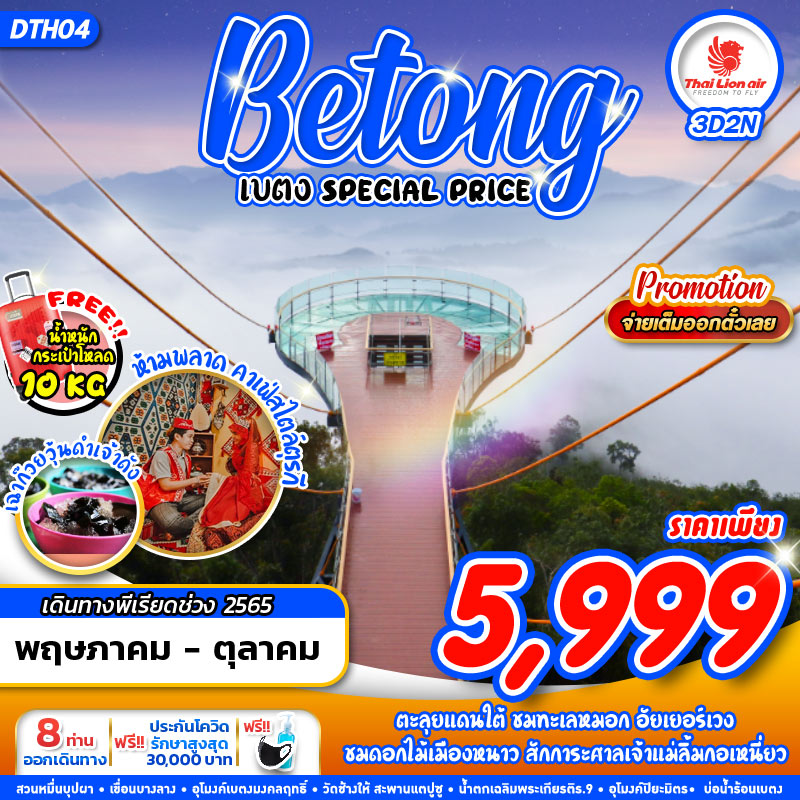 DTH04
Betong
เบตง SPECIAL PRICE
Thai Lion air
FREEDOM TO FLY
3D2N
Promotion
จ่ายเต็มออกตั๋วเลย
FREE!!
น้ำหนัก
กระเป๋าโหลด
10 KG
ห้ามพลาด คาเฟ่สไตล์ตุรกี
เฉาก๊วยวุ้นดำเจ้าดัง
ราคาเพียง
5,999
เดินทางพีเรียดช่วง 2565
พฤษภาคม - ตุลาคม
ตะลุยแดนใต้ ชมทะเลหมอก อัยเยอร์เวง
ชมดอกไม้เมืองหนาว สักการะศาลเจ้าแม่ลิ้มกอเหนี่ยว
8 ท่าน
ออกเดินทาง
ฟรี!!
ประกันโควิด
รักษาสูงสุด
30,000 บาท
ฟรี!!
สวนหมื่นบุปผา • เขื่อนบางลาง • อุโมงค์เบตงมงคลฤทธิ์ • วัดช้างให้ สะพานแตปูซู • น้ำตกเฉลิมพระเกียรติร.9 • อุโมงค์ปิยะมิตร • บ่อน้ำร้อนเบตง